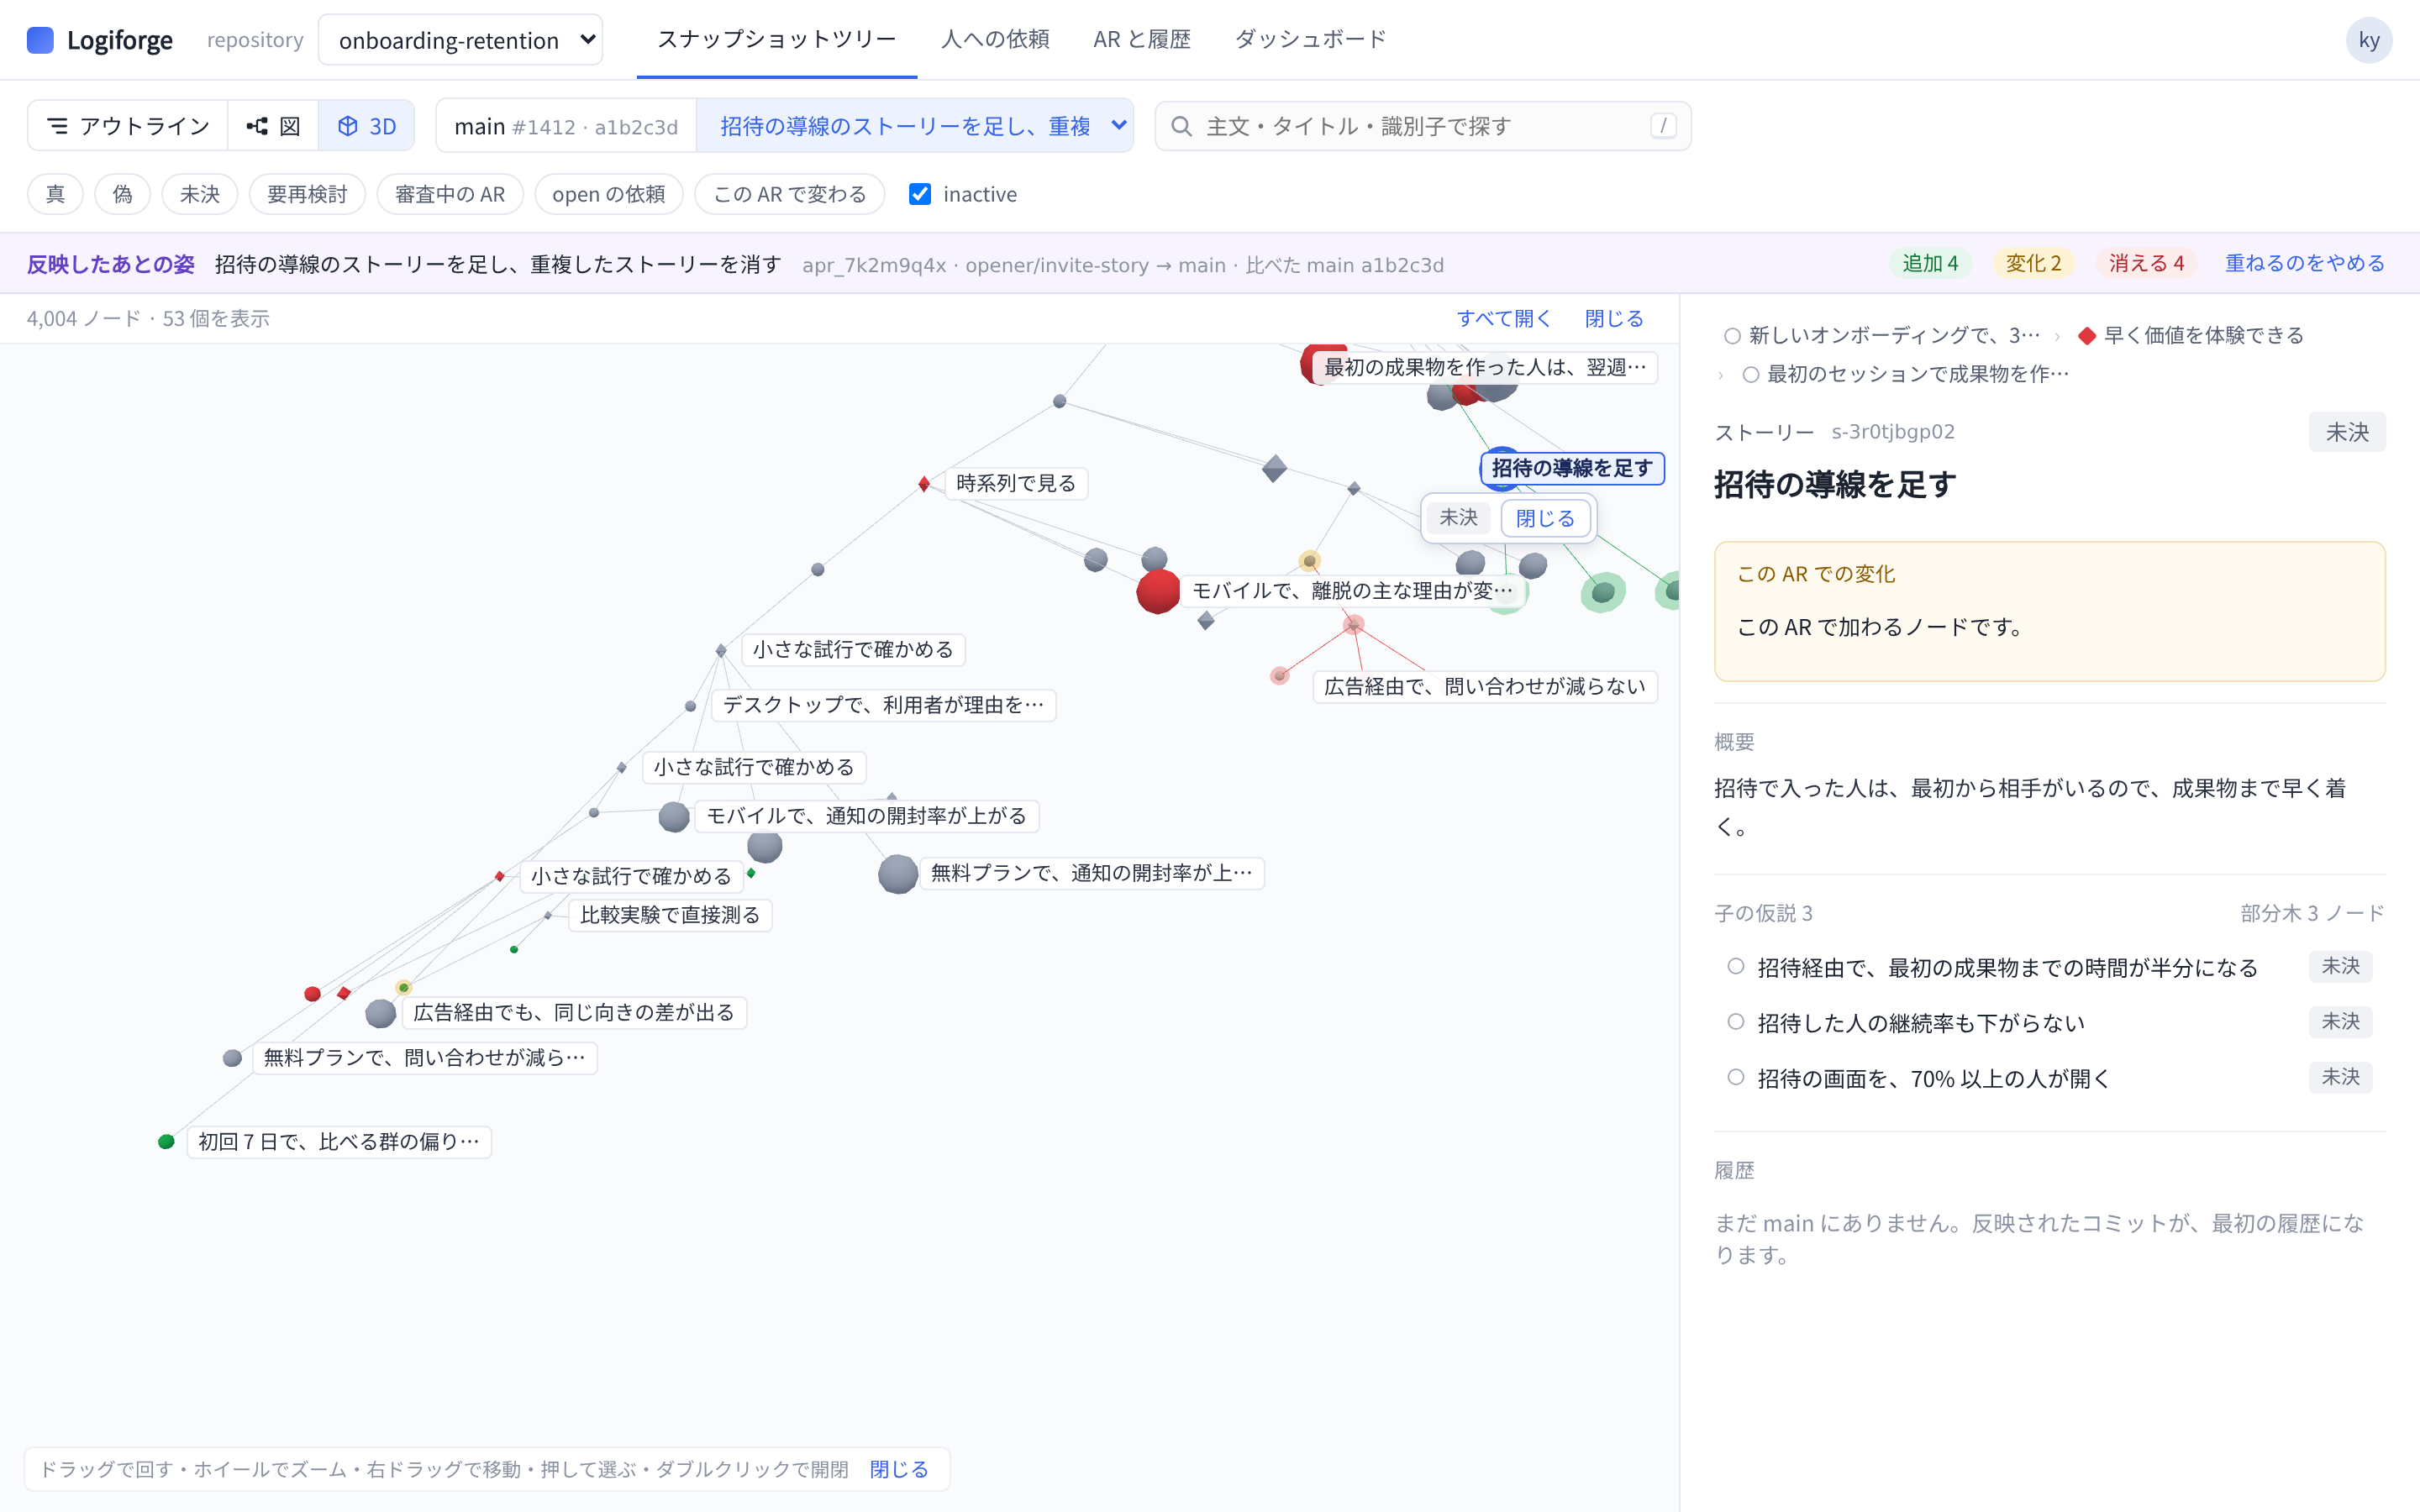 Logiforge
repository
onboarding-retention
スナップショットツリー
人への依頼
AR と履歴
ダッシュボード
ky
アウトライン
図
3D
main #1412 · a1b2c3d
招待の導線のストーリーを足し、重複
主文・タイトル・識別子で探す
/
真
偽
未決
要再検討
審査中の AR
open の依頼
この AR で変わる
inactive
反映したあとの姿
招待の導線のストーリーを足し、重複したストーリーを消す
apr_7k2m9q4x · opener/invite-story → main · 比べた main a1b2c3d
追加 4
変化 2
消える 4
重ねるのをやめる
4,004 ノード · 53 個を表示
すべて開く
閉じる
最初の成果物を作った人は、翌週…
招待の導線を足す
時系列で見る
未決
閉じる
モバイルで、離脱の主な理由が変…
小さな試行で確かめる
広告経由で、問い合わせが減らない
デスクトップで、利用者が理由を…
小さな試行で確かめる
モバイルで、通知の開封率が上がる
小さな試行で確かめる
無料プランで、通知の開封率が上…
比較実験で直接測る
広告経由でも、同じ向きの差が出る
無料プランで、問い合わせが減ら…
初回 7 日で、比べる群の偏り…
ドラッグで回す・ホイールでズーム・右ドラッグで移動・押して選ぶ・ダブルクリックで開閉
閉じる
新しいオンボーディングで、3… › 早く価値を体験できる
› 最初のセッションで成果物を作…
ストーリー s-3r0tjbgp02
未決
招待の導線を足す
この AR での変化
この AR で加わるノードです。
概要
招待で入った人は、最初から相手がいるので、成果物まで早く着
く。
子の仮説 3
部分木 3 ノード
招待経由で、最初の成果物までの時間が半分になる
未決
招待した人の継続率も下がらない
未決
招待の画面を、70% 以上の人が開く
未決
履歴
まだ main にありません。反映されたコミットが、最初の履歴にな
ります。